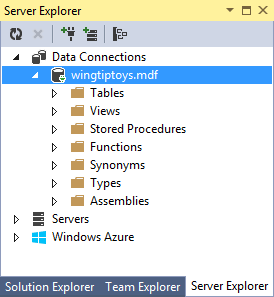 Server Explorer
Data Connections
wingtiptoys.mdf
Tables
Views
Stored Procedures
Functions
Synonyms
Types
Assemblies
Servers
Windows Azure
Solution Explorer Team Explorer Server Explorer